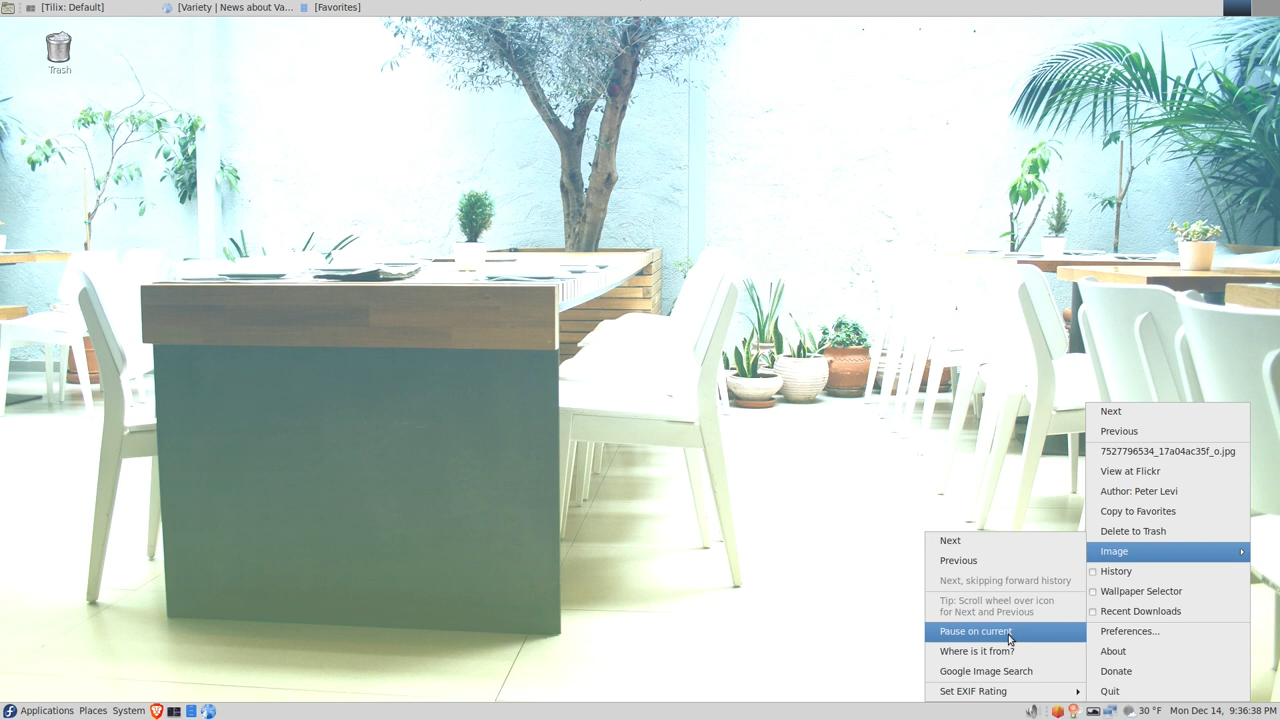 [Tilix: Default]
[Variety | News about Va...
[Favorites]
Trash
Next
Previous
7527796534_17a04ac35f_o.jpg
View at Flickr
Author: Peter Levi
Copy to Favorites
Delete to Trash
Image
History
Wallpaper Selector
Recent Downloads
Preferences...
About
Donate
Quit
Next
Previous
Next, skipping forward history
Tip: Scroll wheel over icon
for Next and Previous
Pause on current
Where is it from?
Google Image Search
Set EXIF Rating
Applications Places System
30 °F Mon Dec 14, 9:36:38 PM